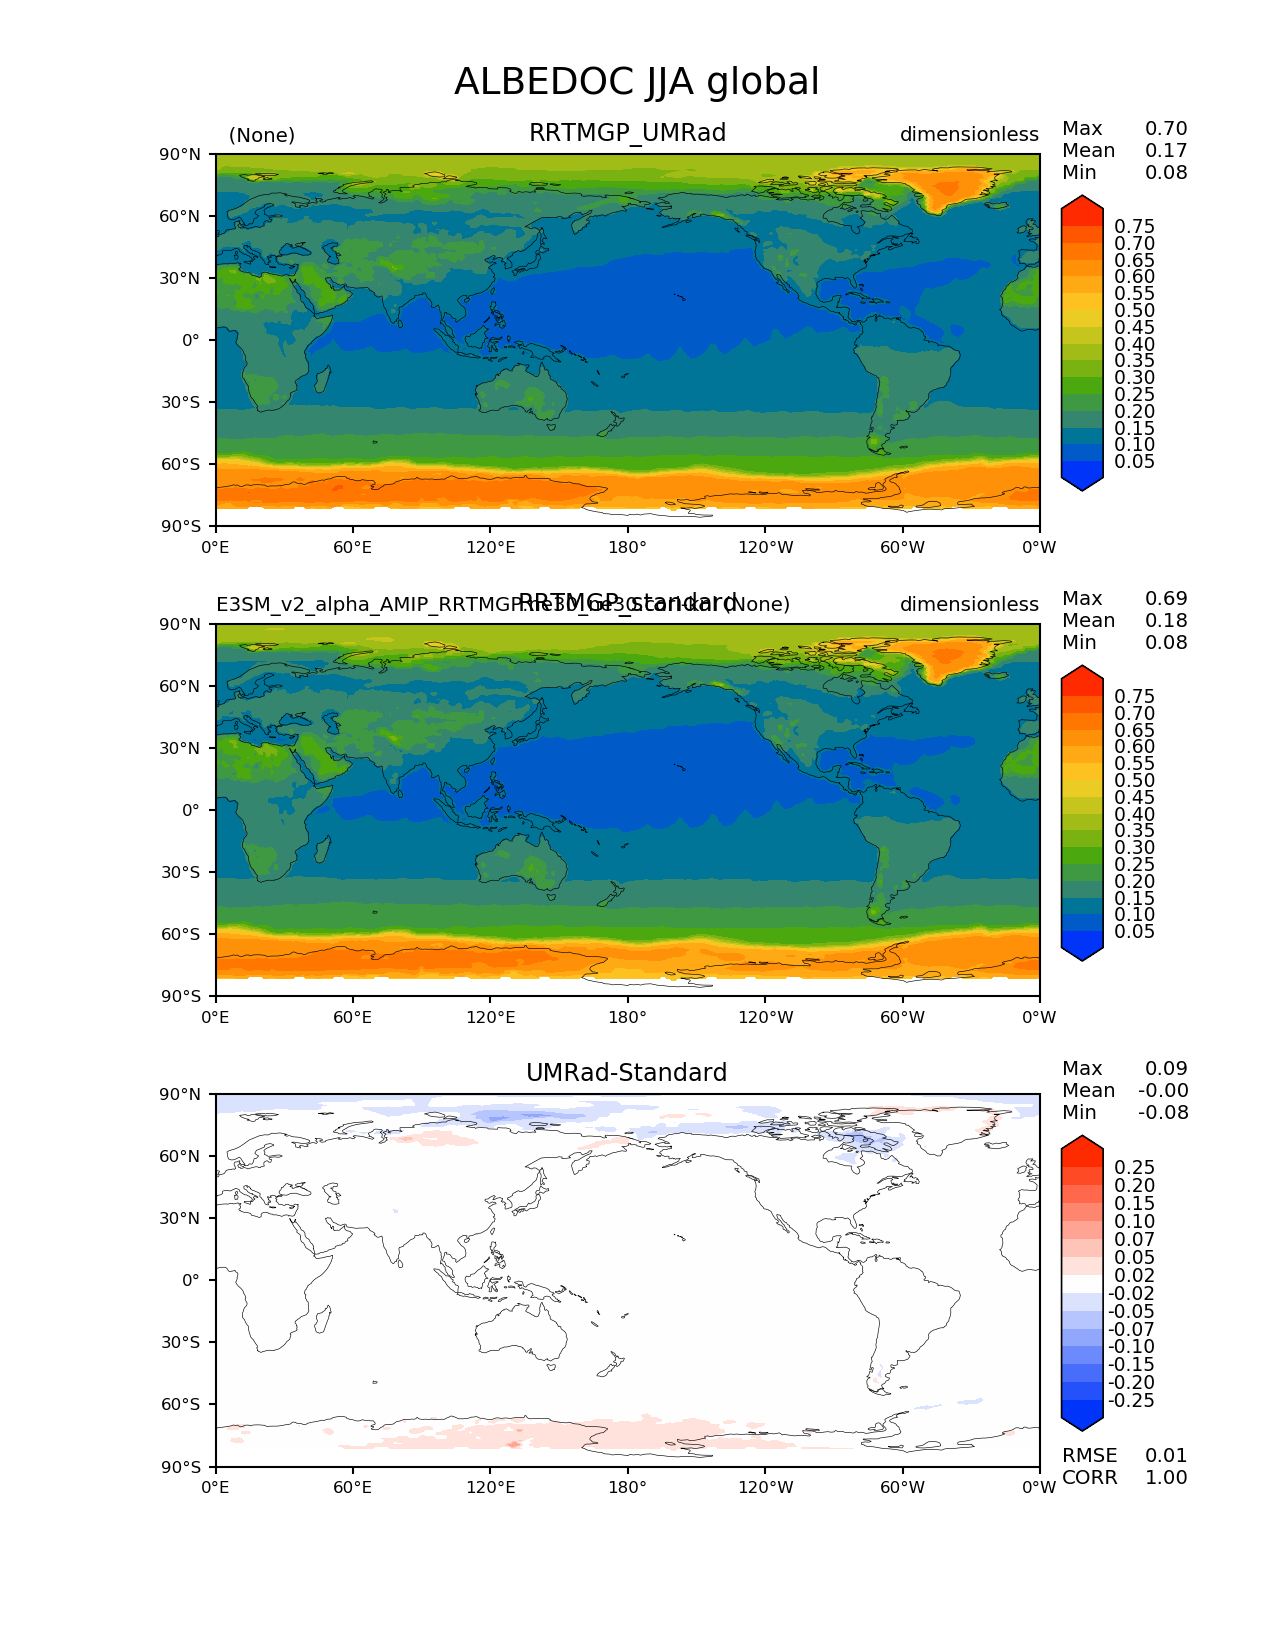 ALBEDOC JJA global
(None) RRTMGP_UMRad dimensionless
Max 0.70
Mean 0.17
Min 0.08
90°N
60°N
30°N
0°
30°S
60°S
90°S
0°E 60°E 120°E 180° 120°W 60°W 0°W
0.75
0.70
0.65
0.60
0.55
0.50
0.45
0.40
0.35
0.30
0.25
0.20
0.15
0.10
0.05
RRTMGP_standard
(None) dimensionless
Max 0.69
Mean 0.18
Min 0.08
90°N
60°N
30°N
0°
30°S
60°S
90°S
0°E 60°E 120°E 180° 120°W 60°W 0°W
0.75
0.70
0.65
0.60
0.55
0.50
0.45
0.40
0.35
0.30
0.25
0.20
0.15
0.10
0.05
UMRad-Standard
Max 0.09
Mean -0.00
Min -0.08
90°N
60°N
30°N
0°
30°S
60°S
90°S
0°E 60°E 120°E 180° 120°W 60°W 0°W
0.25
0.20
0.15
0.10
0.07
0.05
0.02
-0.02
-0.05
-0.07
-0.10
-0.15
-0.20
-0.25
RMSE 0.01
CORR 1.00